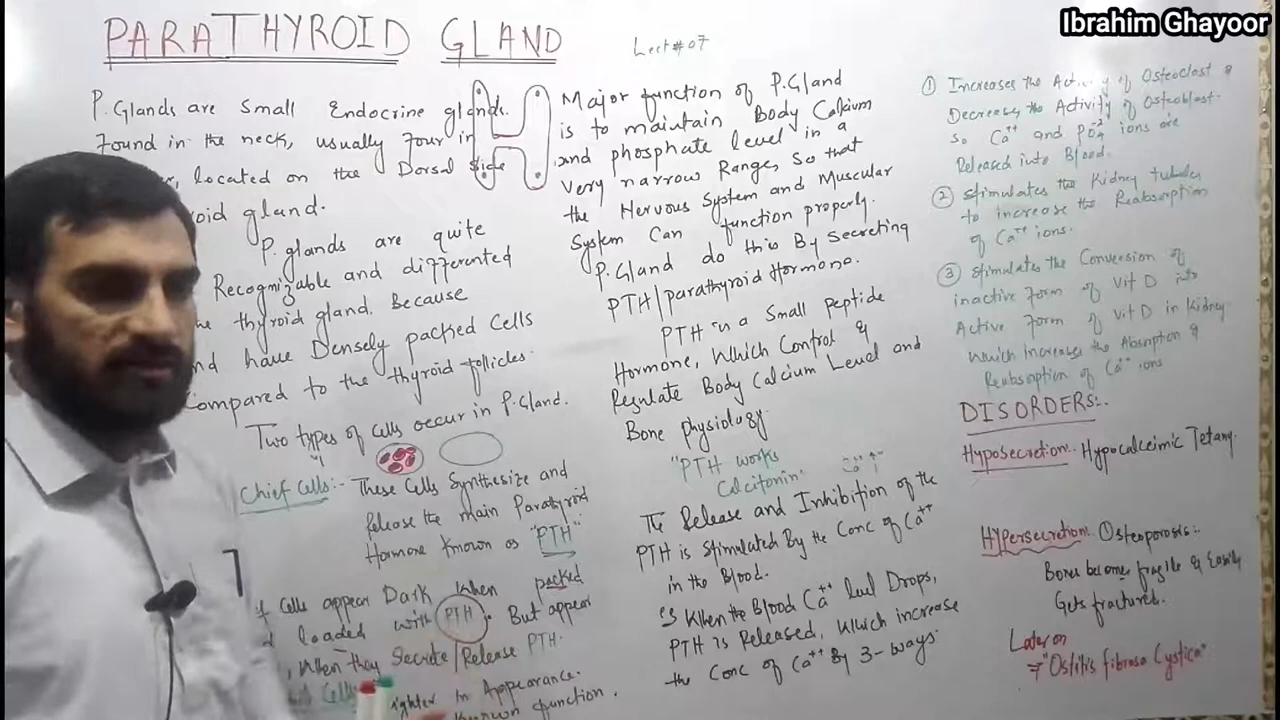 Ibrahim Ghayoor
PARATHYROID GLAND
Lect # 07
P. Glands are Small Endocrine glands.
Found in the neck, usually four in
located on the Dorsal Side
gland.
P. glands are quite
Recognizable and differented
thyroid gland. Because
have Densely packed Cells
Compared to the thyroid follicles.
Two types of Cells occur in P. Gland.
Chief Cells:- These Cells Synthesize and
Release the main Parathyroid
Hormone Known as "PTH"
Cells appear Dark When packed
loaded with PTH. But appear
, When they Secrete/Release PTH.
Cells
in Appearance.
Known function.
Major function of P. Gland
is to maintain Body Calcium
and phosphate level in a
very narrow Range, So that
the Nervous System and Muscular
System Can function properly.
P. Gland do this By Secreting
PTH/parathyroid Hormone.
PTH is a Small peptide
Hormone, Which Control &
Regulate Body Calcium Level and
Bone physiology.
"PTH works
Calcitonin" Ca++↑
The Release and Inhibition of the
PTH is Stimulated By the Conc of Ca++
in the Blood.
When the Blood Ca++ level Drops,
PTH is Released, Which increase
the Conc of Ca++ By 3-ways.
① Increases the Activity of Osteoclast &
Decreases the Activity of Osteoblast.
So Ca++ and PO4-2 ions are
Released into Blood.
② Stimulates the Kidney tubules
to increase the Reabsorption
of Ca++ ions.
③ Stimulates the Conversion of
inactive Form of Vit D into
Active Form of Vit D in Kidney
Which Increases the Absorption &
Reabsorption of Ca++ ions
DISORDERS:-
Hyposecretion:- Hypocalceimic Tetany.
Hypersecretion:- ① Osteoporosis:-
Bones become fragile & Easily
Gets fractured.
Later on
"Ostitis fibrosa Cystica"